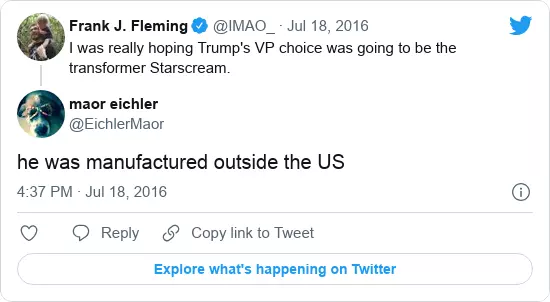 Frank J. Fleming @IMAO_ · Jul 18, 2016
I was really hoping Trump's VP choice was going to be the
transformer Starscream.
maor eichler
@EichlerMaor
he was manufactured outside the US
4:37 PM · Jul 18, 2016
Reply Copy link to Tweet
Explore what's happening on Twitter